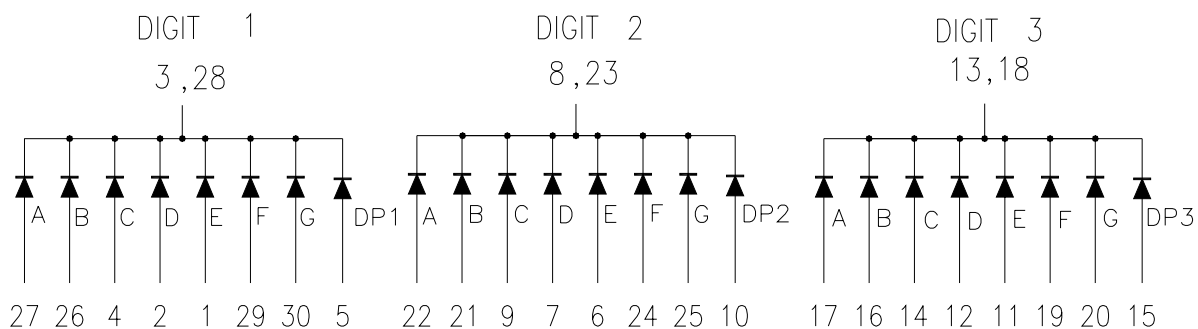 DIGIT 1 DIGIT 2 DIGIT 3
3,28 8,23 13,18
A B C D E F G DP1 A B C D E F G DP2 A B C D E F G DP3
27 26 4 2 1 29 30 5 22 21 9 7 6 24 25 10 17 16 14 12 11 19 20 15